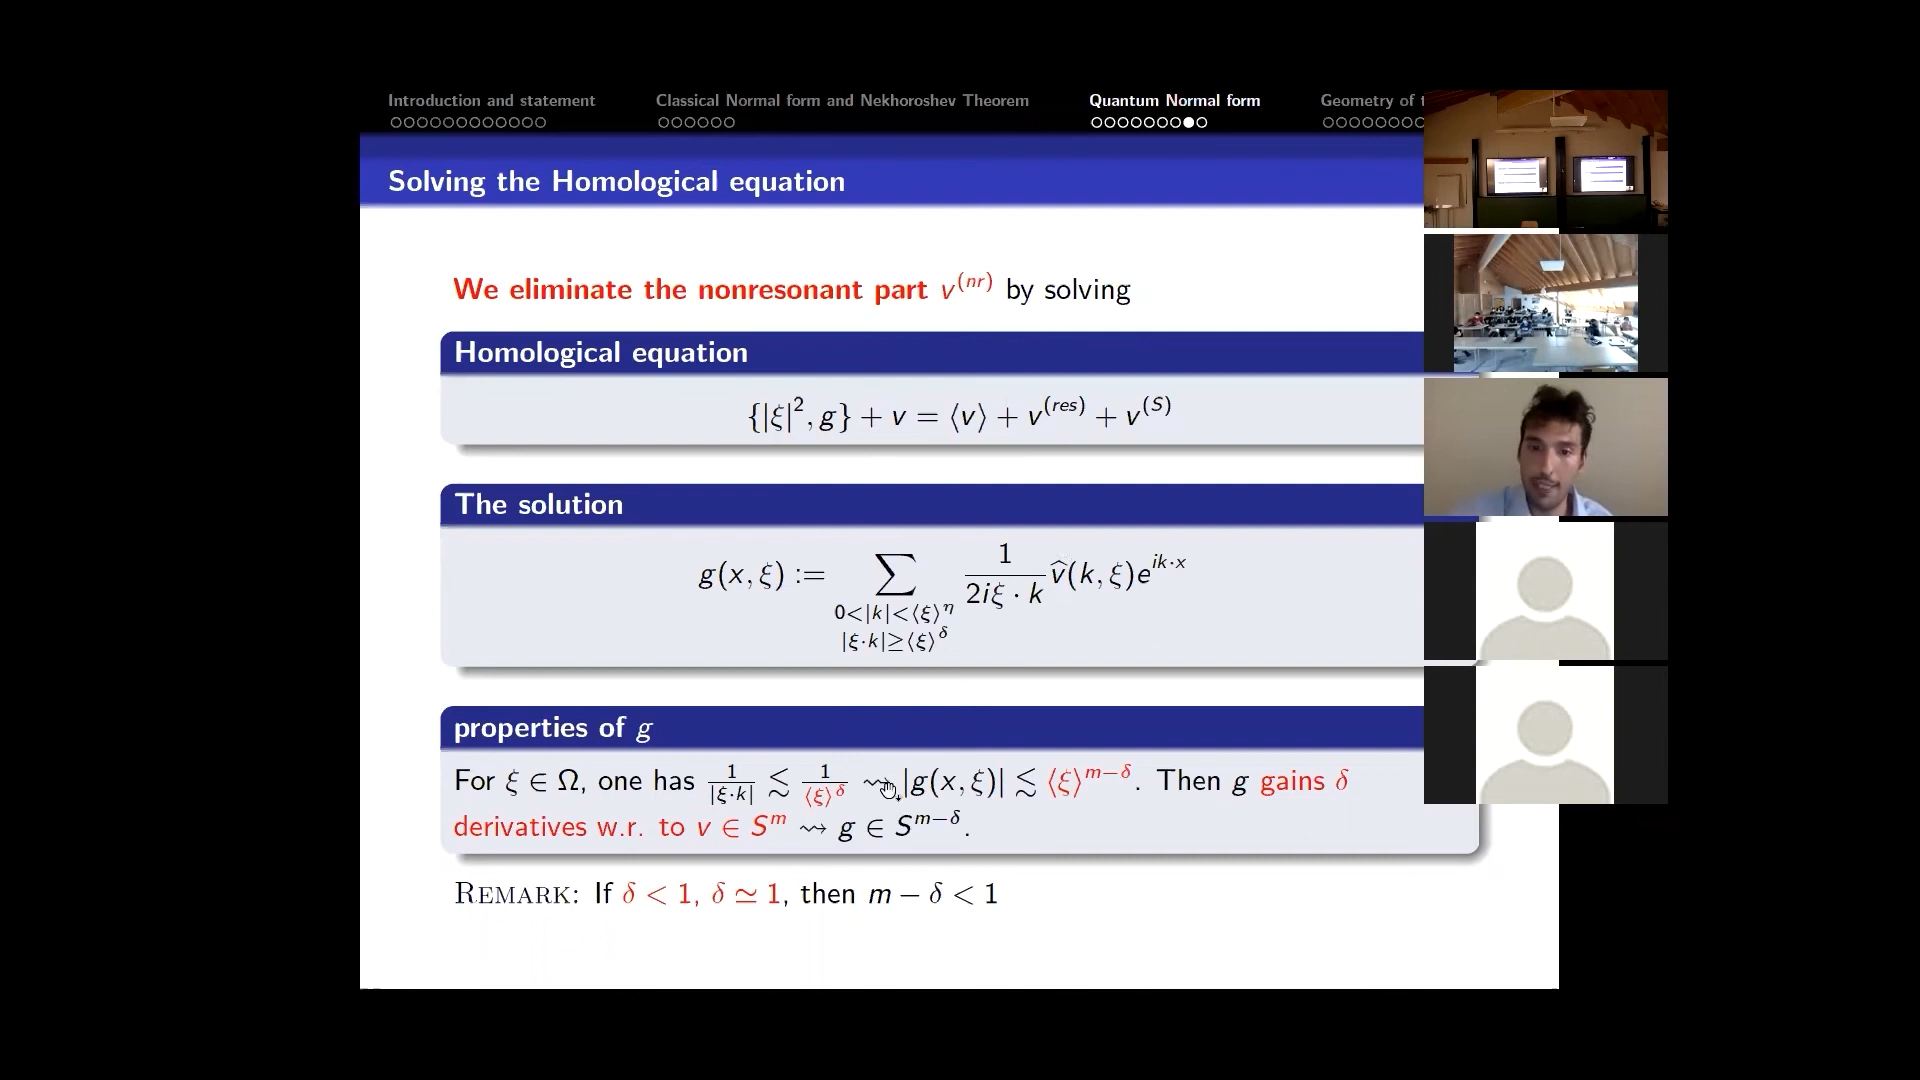 Introduction and statement Classical Normal form and Nekhoroshev Theorem Quantum Normal form Geometry of
Solving the Homological equation
We eliminate the nonresonant part v^(nr) by solving
Homological equation
{|ξ|², g} + v = ⟨v⟩ + v^(res) + v^(S)
The solution
g(x, ξ) := ∑_{0<|k|<⟨ξ⟩^η, |ξ·k|≥⟨ξ⟩^δ} 1/(2iξ · k) v̂(k, ξ)e^{ik·x}
properties of g
For ξ ∈ Ω, one has 1/|ξ·k| ≲ 1/⟨ξ⟩^δ ⇝ |g(x, ξ)| ≲ ⟨ξ⟩^{m−δ}. Then g gains δ
derivatives w.r. to v ∈ S^m ⇝ g ∈ S^{m−δ}.
REMARK: If δ < 1, δ ≃ 1, then m − δ < 1